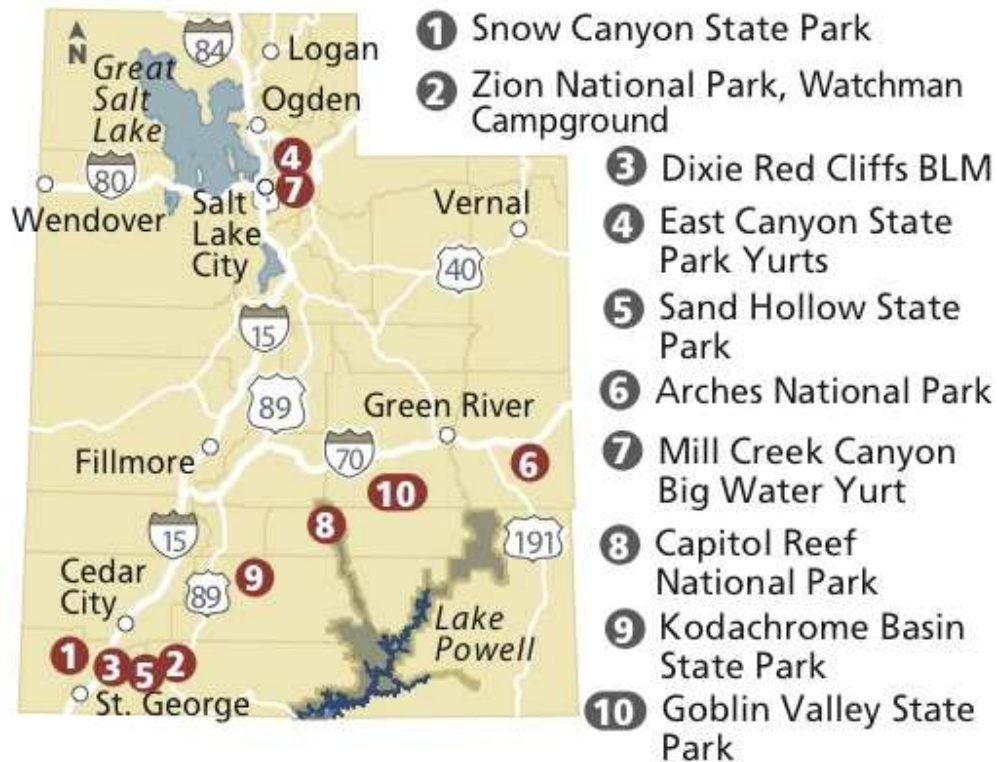 1 Snow Canyon State Park
2 Zion National Park, Watchman
Campground
3 Dixie Red Cliffs BLM
4 East Canyon State
Park Yurts
5 Sand Hollow State
Park
6 Arches National Park
7 Mill Creek Canyon
Big Water Yurt
8 Capitol Reef
National Park
9 Kodachrome Basin
State Park
10 Goblin Valley State
Park
N
84
Logan
Great
Salt
Lake
Ogden
4
80
7
Wendover
Salt
Lake
City
Vernal
40
15
89
Green River
Fillmore
70
6
10
8
15
191
Cedar
City
89
9
Lake
Powell
1
3
5
2
St. George